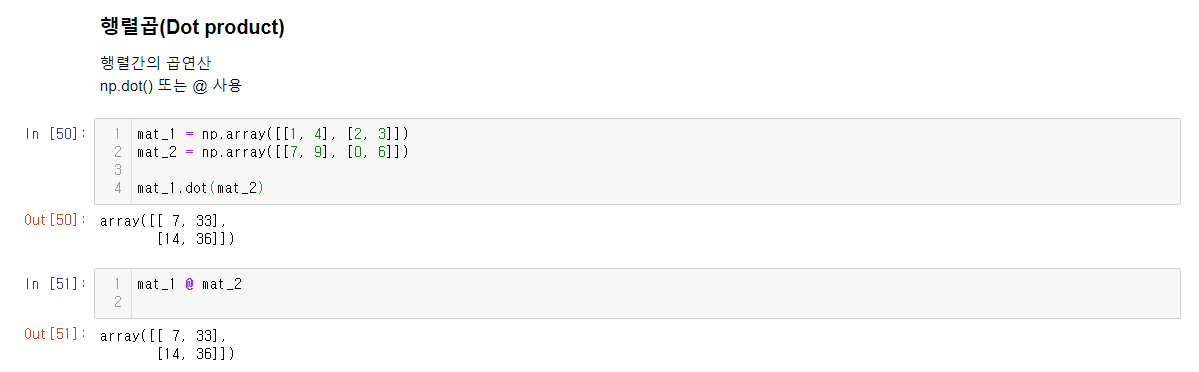 행렬곱(Dot product)
행렬간의 곱연산
np.dot() 또는 @ 사용
In [50]:
1 mat_1 = np.array([[1, 4], [2, 3]])
2 mat_2 = np.array([[7, 9], [0, 6]])
3
4 mat_1.dot(mat_2)
Out[50]: array([[ 7, 33],
[14, 36]])
In [51]:
1 mat_1 @ mat_2
2
Out[51]: array([[ 7, 33],
[14, 36]])